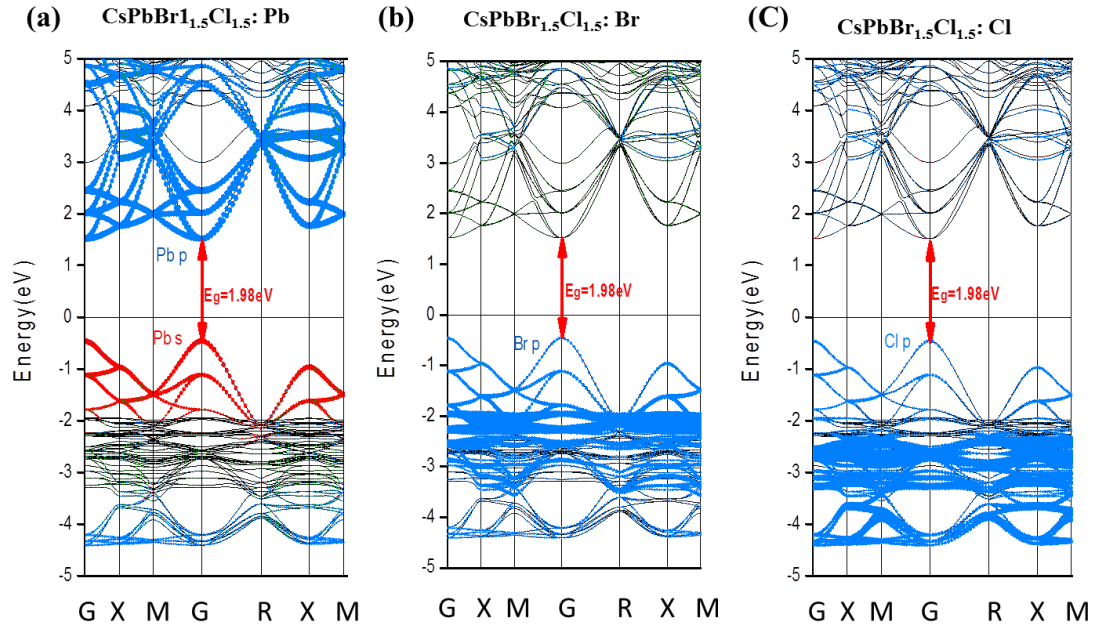 (a) CsPbBr1₁.₅Cl₁.₅: Pb
5
4
3
2
1
0
-1
-2
-3
-4
-5
Energy(eV)
Pb p
Eg=1.98eV
Pb s
G X M G R X M
(b) CsPbBr₁.₅Cl₁.₅: Br
5
4
3
2
1
0
-1
-2
-3
-4
-5
Energy(eV)
Eg=1.98eV
Br p
G X M G R X M
(C) CsPbBr₁.₅Cl₁.₅: Cl
5
4
3
2
1
0
-1
-2
-3
-4
-5
Energy(eV)
Eg=1.98eV
Cl p
G X M G R X M